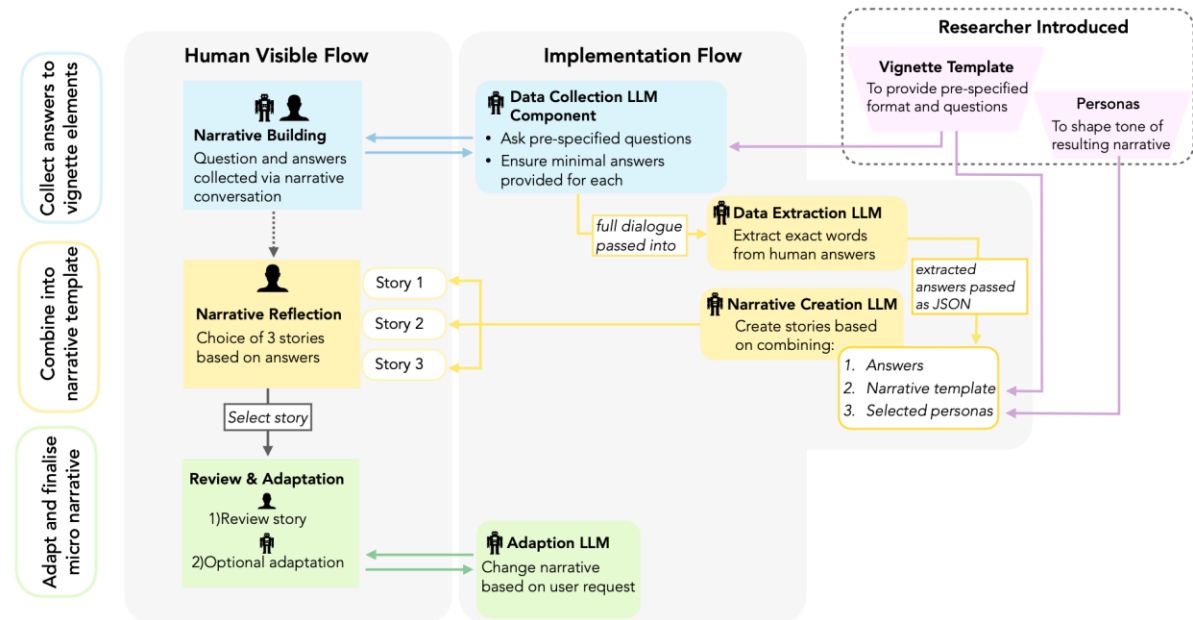 Researcher Introduced
Human Visible Flow
Implementation Flow
Collect answers to
vignette elements
Narrative Building
Question and answers
collected via narrative
conversation
Data Collection LLM
Component
• Ask pre-specified questions
• Ensure minimal answers
provided for each
Vignette Template
To provide pre-specified
format and questions
Personas
To shape tone of
resulting narrative
full dialogue
passed into
Data Extraction LLM
Extract exact words
from human answers
extracted
answers passed
as JSON
Combine into
narrative template
Narrative Reflection
Choice of 3 stories
based on answers
Story 1
Story 2
Story 3
Narrative Creation LLM
Create stories based
on combining:
1. Answers
2. Narrative template
3. Selected personas
Select story
Adapt and finalise
micro narrative
Review & Adaptation
1)Review story
2)Optional adaptation
Adaption LLM
Change narrative
based on user request